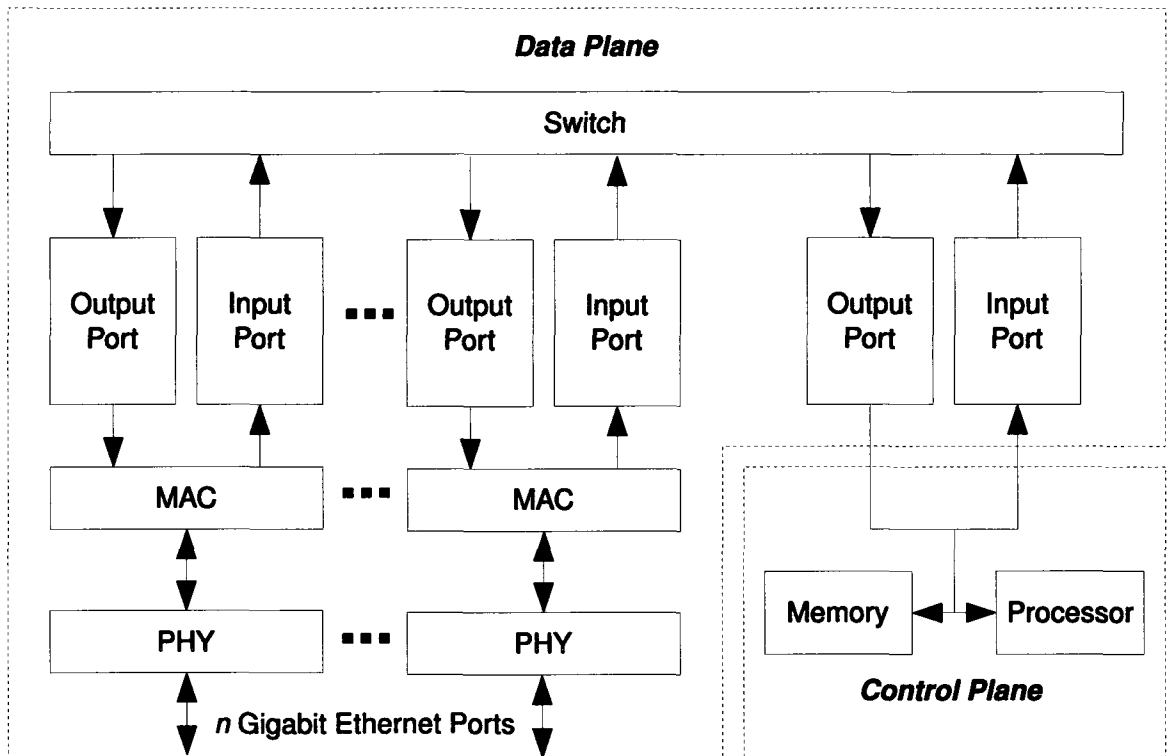 Data Plane
Switch
Output
Port
Input
Port
Output
Port
Input
Port
Output
Port
Input
Port
MAC
MAC
PHY
PHY
Memory
Processor
Control Plane
n Gigabit Ethernet Ports